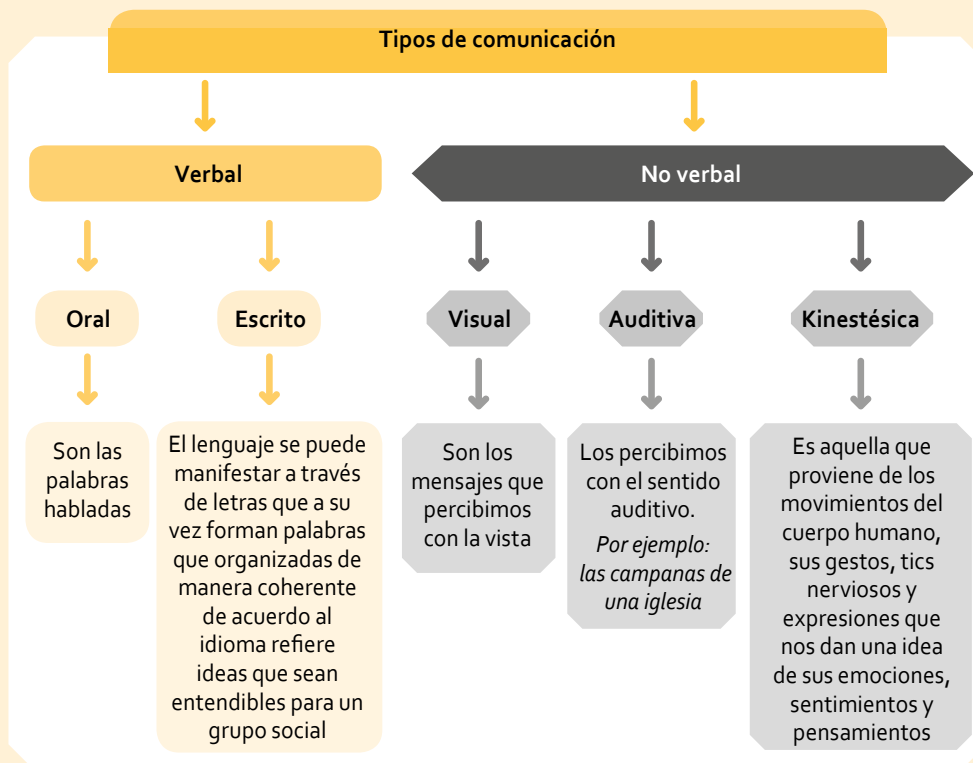 Tipos de comunicación
Verbal
No verbal
Oral
Escrito
Visual
Auditiva
Kinestésica
Son las
palabras
habladas
El lenguaje se puede
manifestar a través
de letras que a su
vez forman palabras
que organizadas de
manera coherente
de acuerdo al
idioma refiere
ideas que sean
entendibles para un
grupo social
Son los
mensajes que
percibimos
con la vista
Los percibimos
con el sentido
auditivo.
Por ejemplo:
las campanas de
una iglesia
Es aquella que
proviene de los
movimientos del
cuerpo humano,
sus gestos, tics
nerviosos y
expresiones que
nos dan una idea
de sus emociones,
sentimientos y
pensamientos